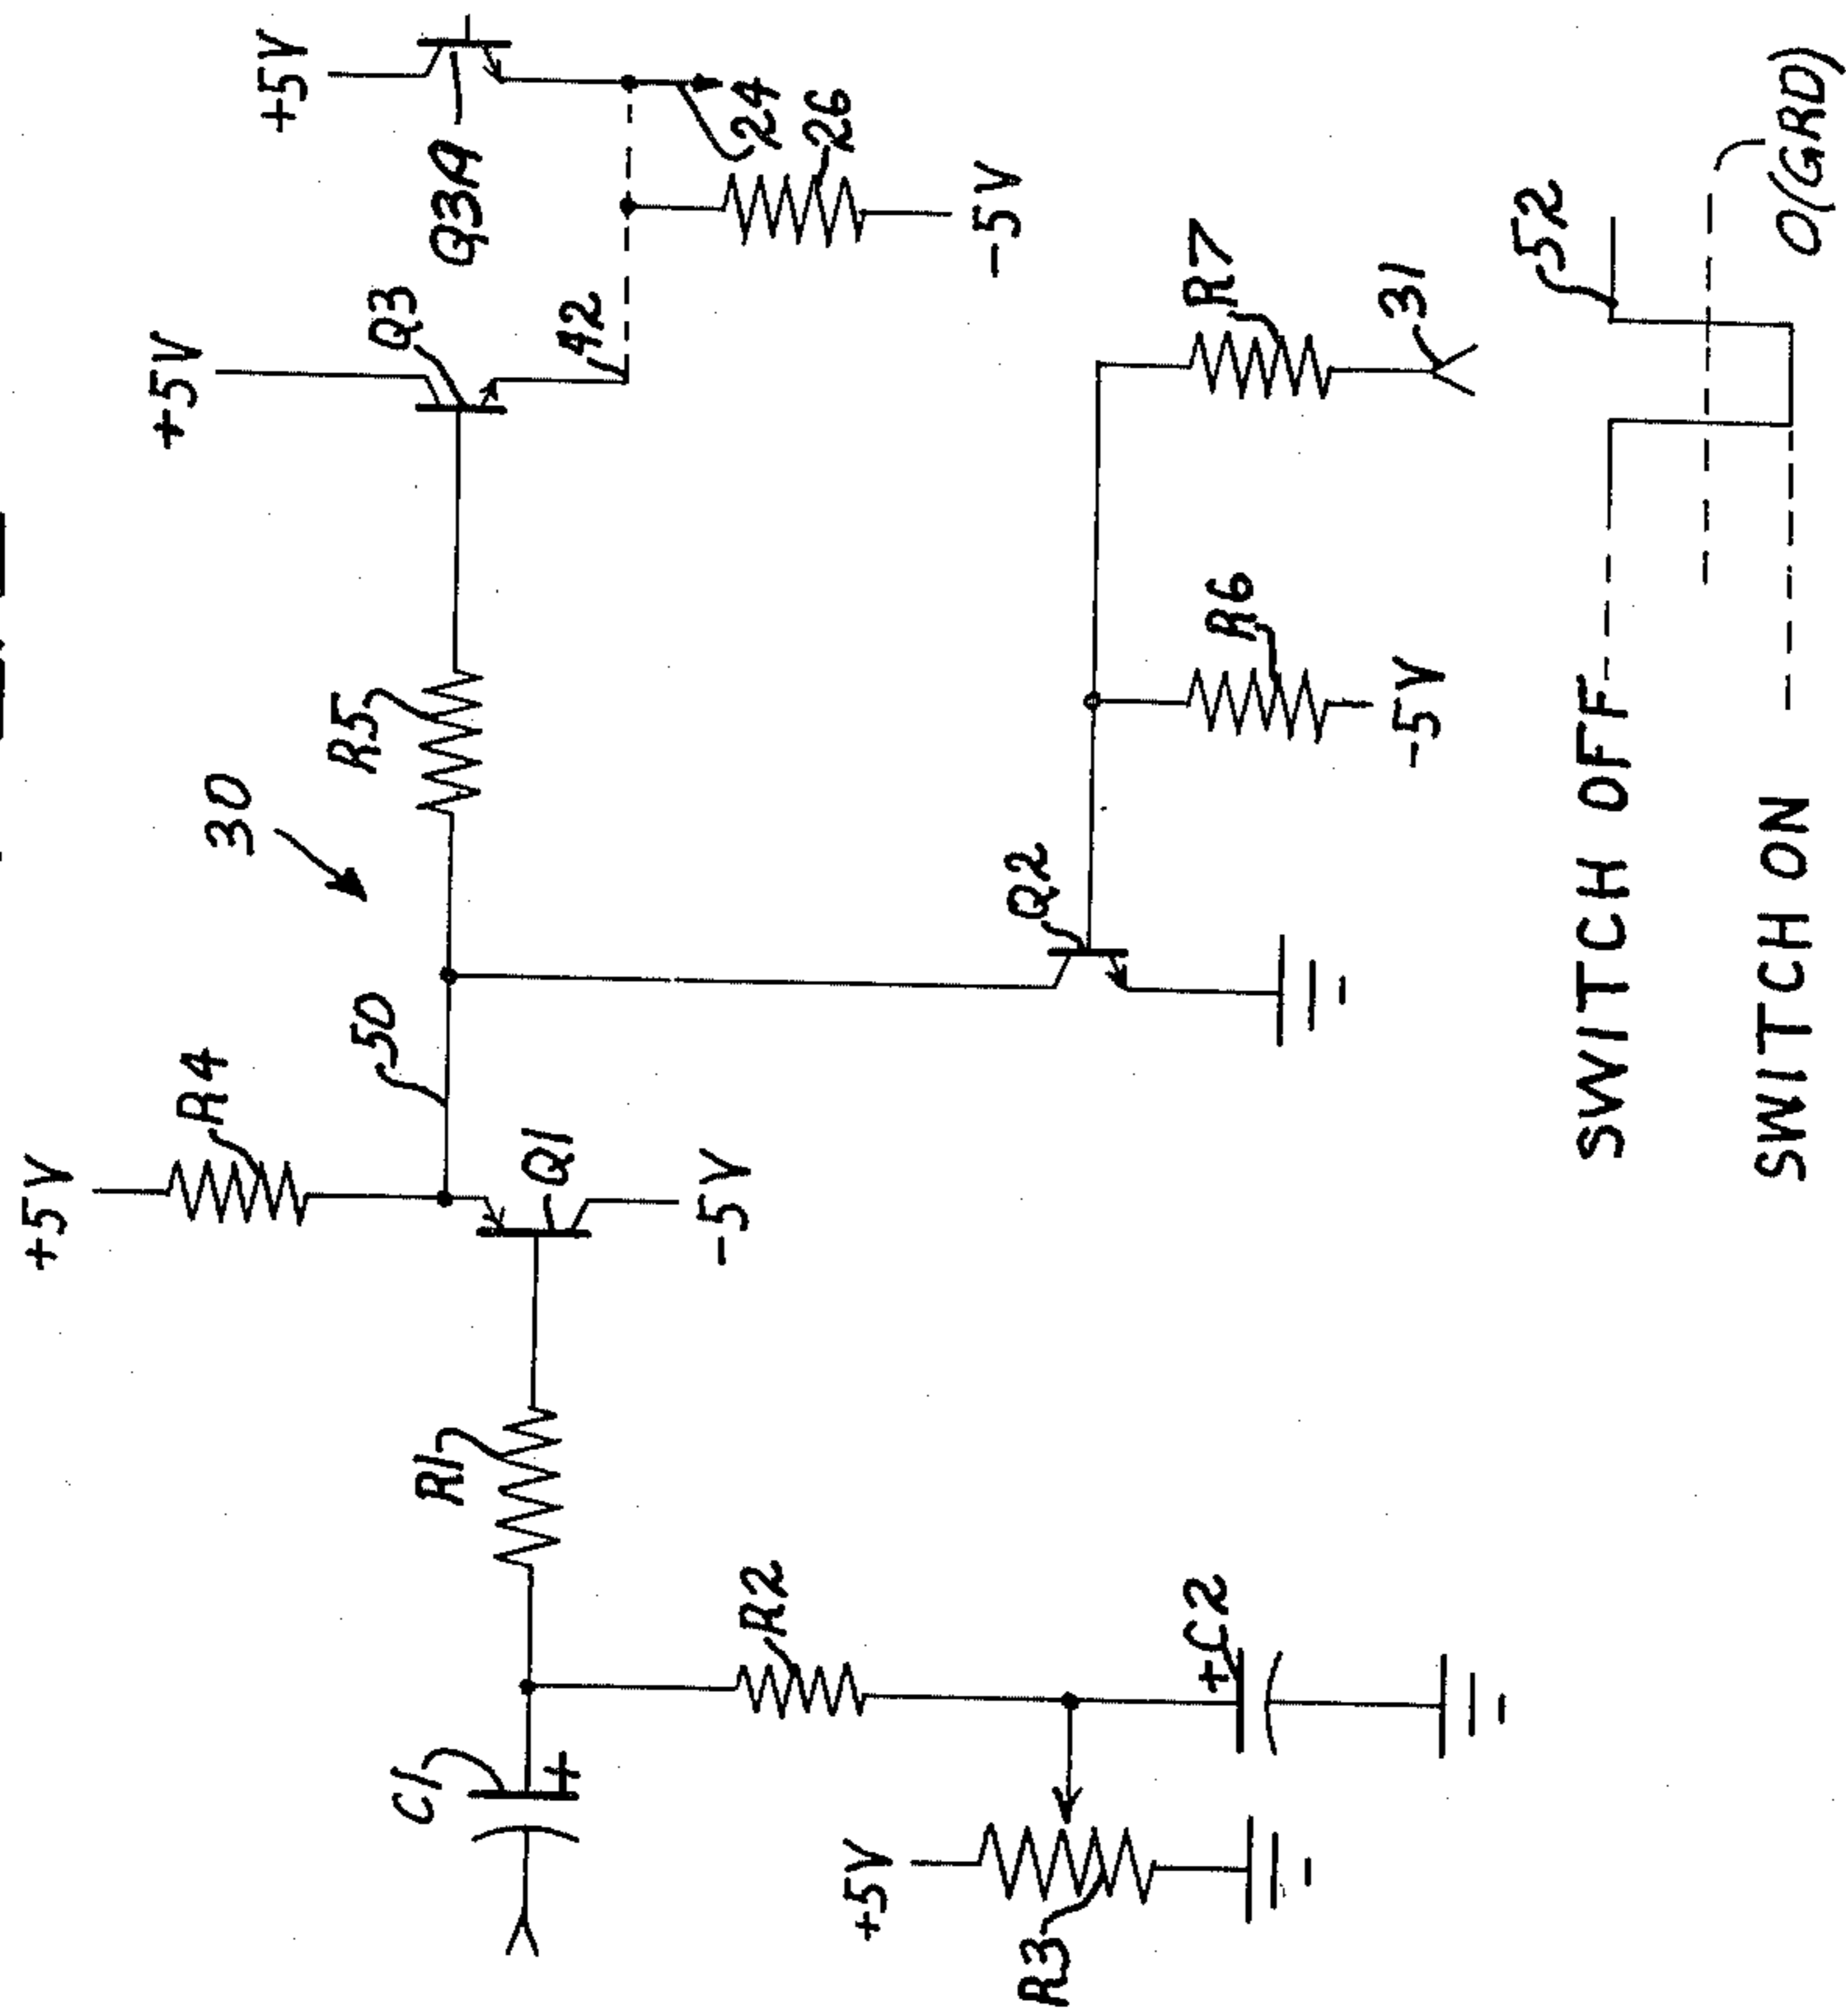 +5V
+5V
+5V
R4
50
30
R5
Q3
Q3A
C1
R1
Q1
-5V
42
24
26
-5V
R2
+5V
R3
+C2
+
Q2
R6
-5V
R7
31
SWITCH OFF
52
SWITCH ON
O(GRD)